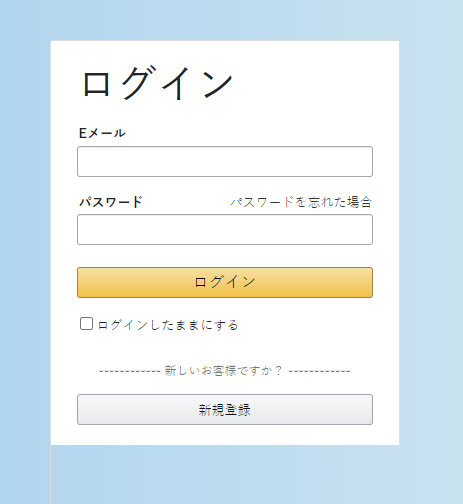 ログイン
Eメール
パスワード パスワードを忘れた場合
ログイン
ログインしたままにする
------------ 新しいお客様ですか？ ------------
新規登録